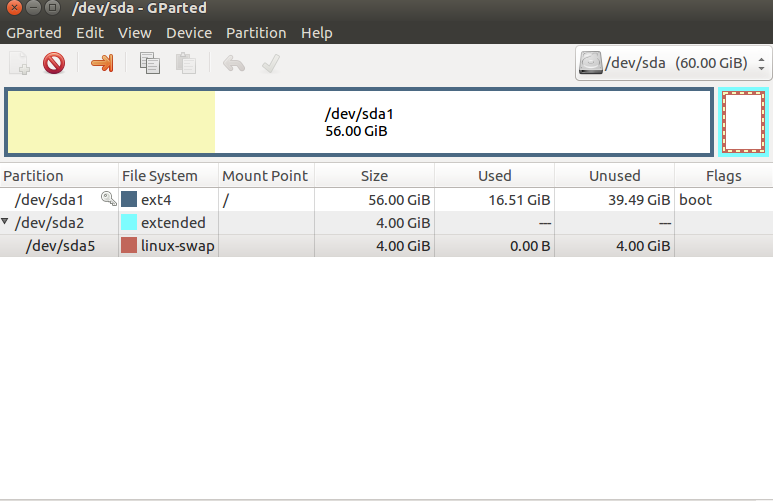 /dev/sda - GParted
GParted Edit View Device Partition Help
/dev/sda (60.00 GiB)
/dev/sda1
56.00 GiB
Partition File System Mount Point Size Used Unused Flags
/dev/sda1 ext4 / 56.00 GiB 16.51 GiB 39.49 GiB boot
/dev/sda2 extended 4.00 GiB --- ---
/dev/sda5 linux-swap 4.00 GiB 0.00 B 4.00 GiB